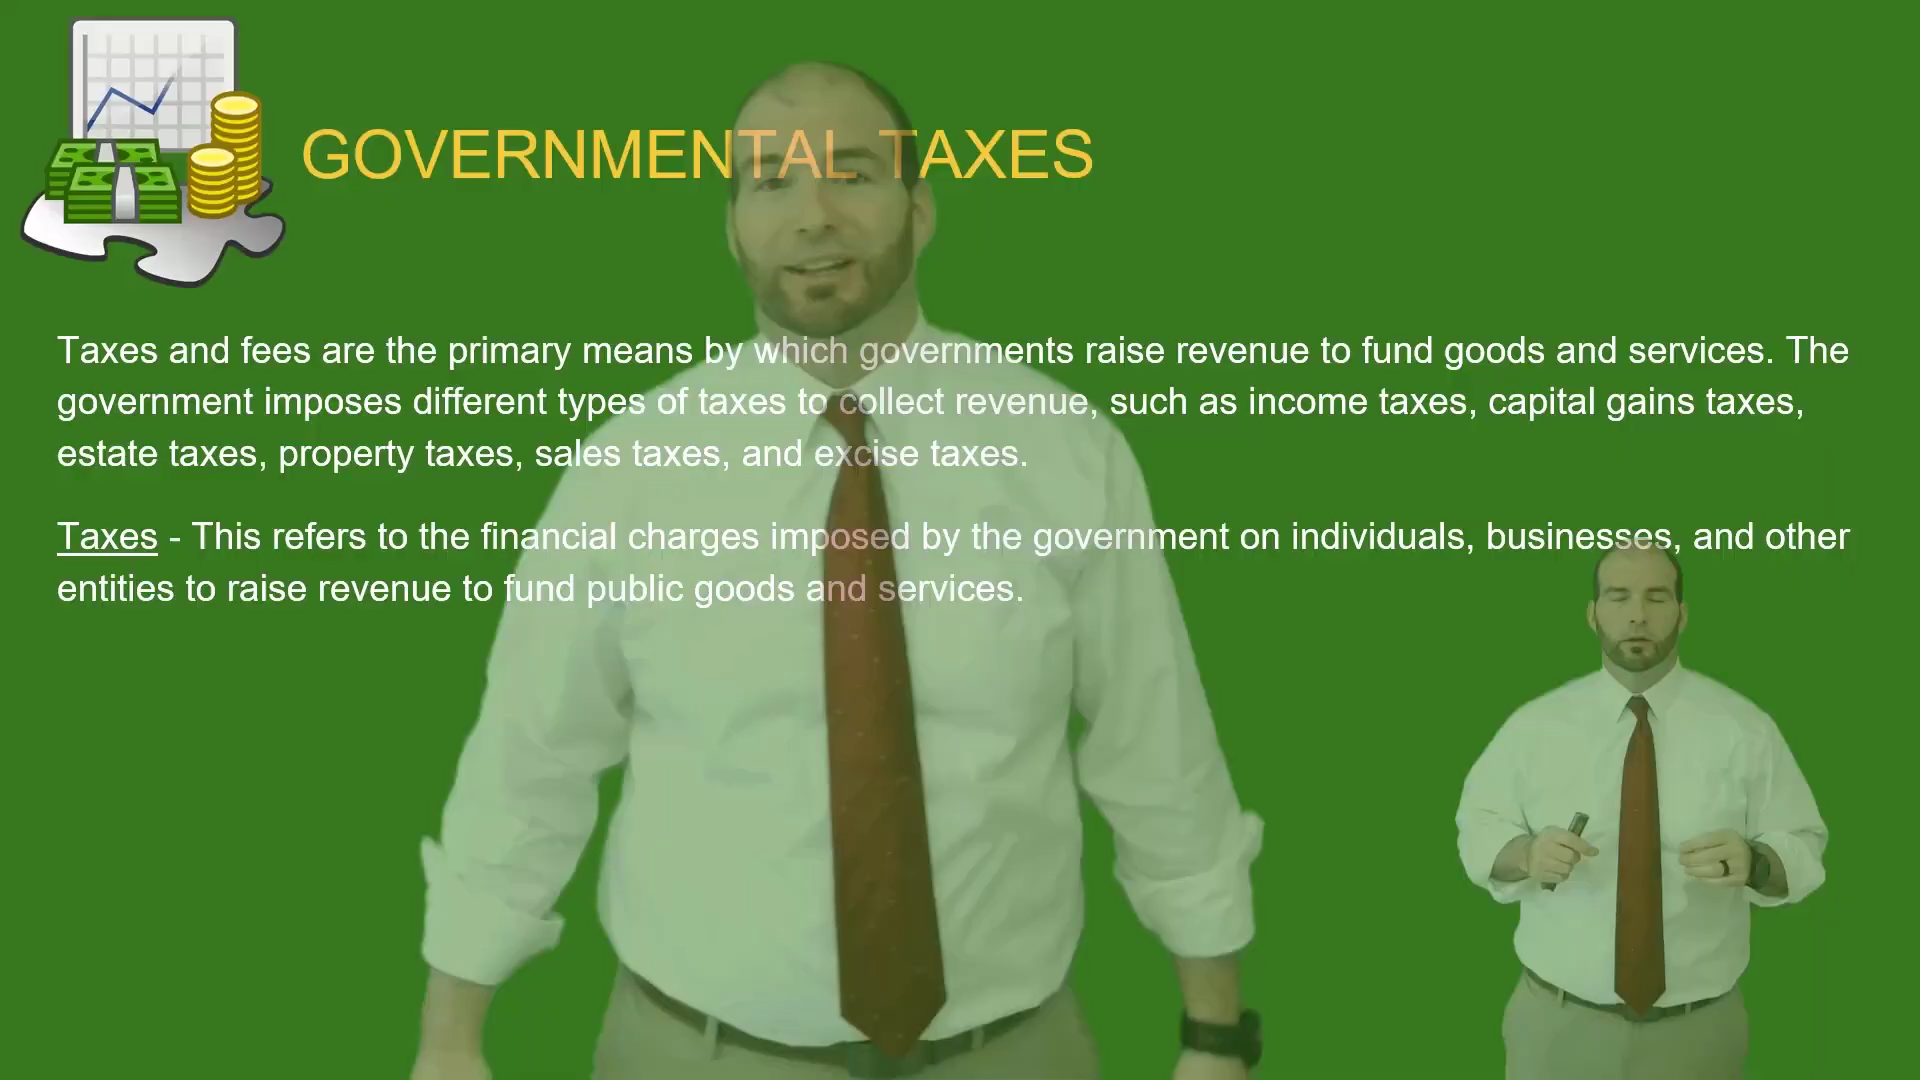 GOVERNMENTAL TAXES
Taxes and fees are the primary means by which governments raise revenue to fund goods and services. The
government imposes different types of taxes to collect revenue, such as income taxes, capital gains taxes,
estate taxes, property taxes, sales taxes, and excise taxes.
Taxes - This refers to the financial charges imposed by the government on individuals, businesses, and other
entities to raise revenue to fund public goods and services.